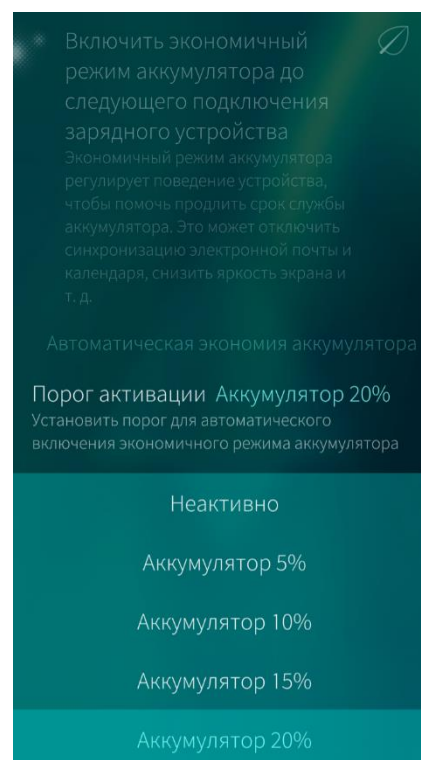 Включить экономичный
режим аккумулятора до
следующего подключения
зарядного устройства
Экономичный режим аккумулятора
регулирует поведение устройства,
чтобы помочь продлить срок службы
аккумулятора. Это может отключить
синхронизацию электронной почты и
календаря, снизить яркость экрана и
т. д.
Автоматическая экономия аккумулятора
Порог активации Аккумулятор 20%
Установить порог для автоматического
включения экономичного режима аккумулятора
Неактивно
Аккумулятор 5%
Аккумулятор 10%
Аккумулятор 15%
Аккумулятор 20%